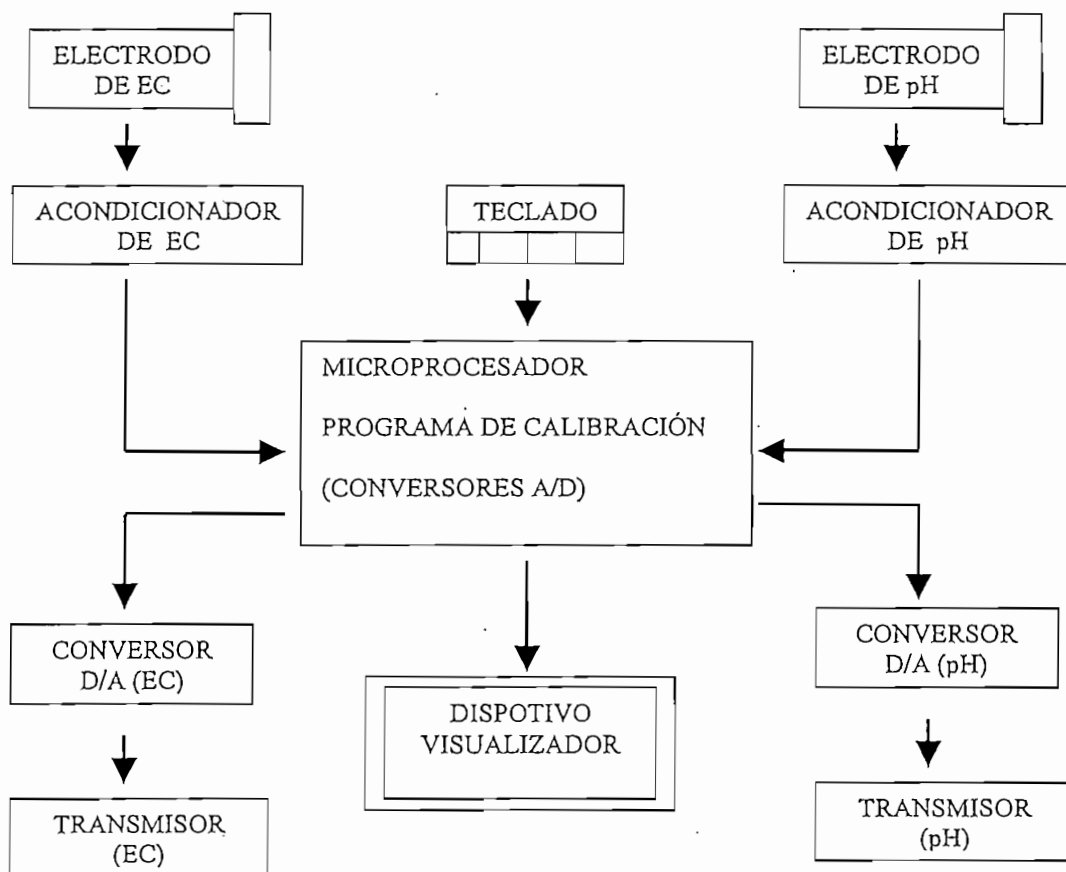 ELECTRODO
DE EC
ELECTRODO
DE pH
ACONDICIONADOR
DE EC
TECLADO
ACONDICIONADOR
DE pH
MICROPROCESADOR
PROGRAMA DE CALIBRACIÓN
(CONVERSORES A/D)
CONVERSOR
D/A (EC)
CONVERSOR
D/A (pH)
DISPOTIVO
VISUALIZADOR
TRANSMISOR
(EC)
TRANSMISOR
(pH)